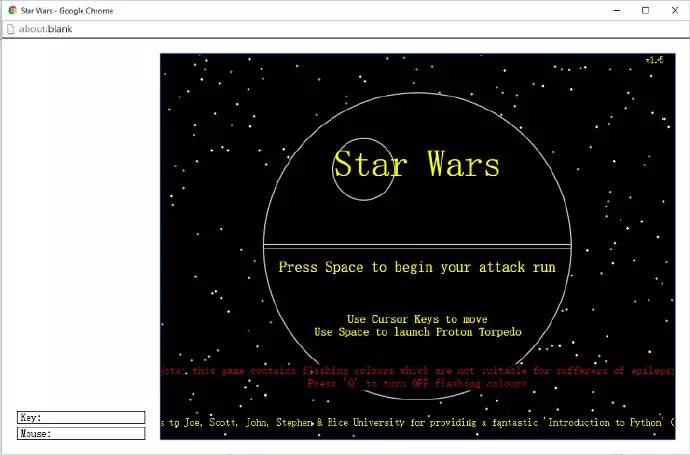 Star Wars - Google Chrome
about:blank
v1.5
Star Wars
Press Space to begin your attack run
Use Cursor Keys to move
Use Space to launch Proton Torpedo
Note: this game contains flashing colours which are not suitable for sufferers of epileps
Press 'Q' to turn OFF flashing colours
s to Joe, Scott, John, Stephen & Rice University for providing a fantastic 'Introduction to Python' (
Key:
Mouse: